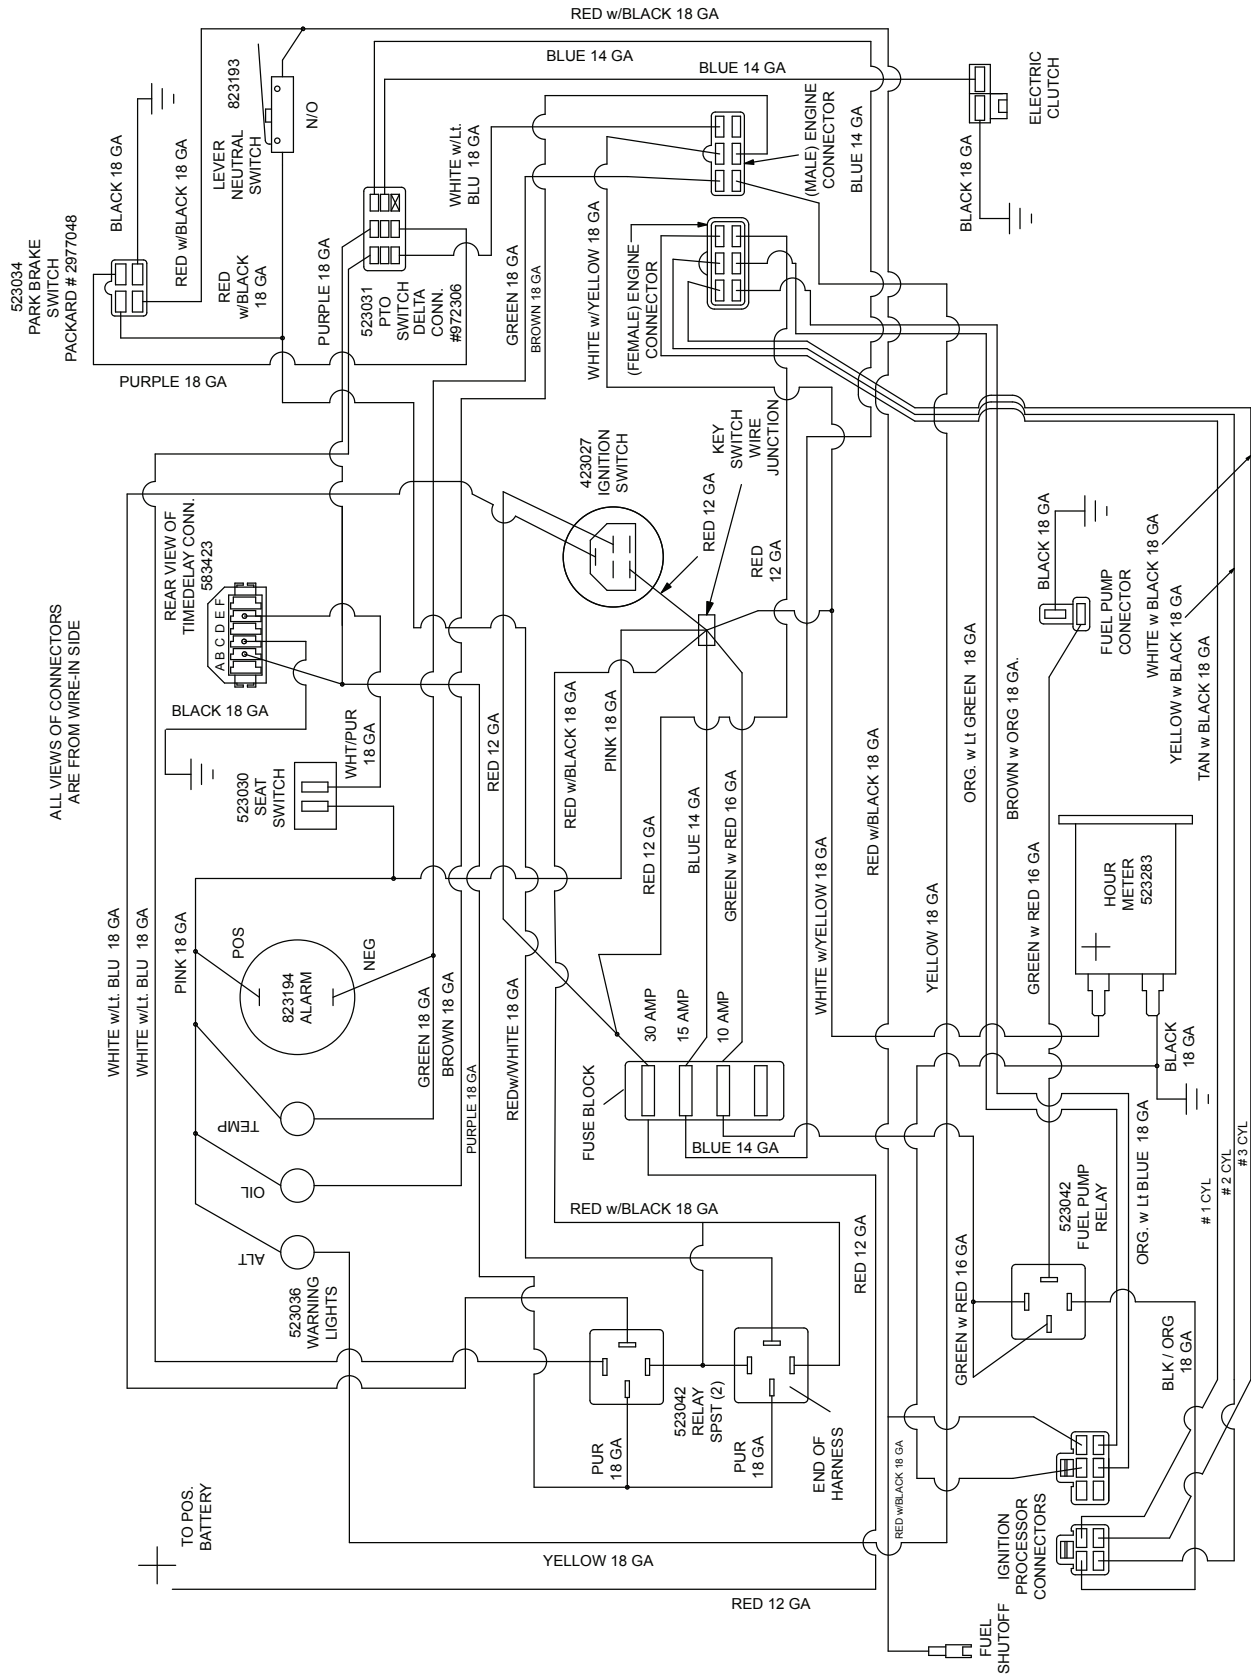 RED w/BLACK 18 GA
BLUE 14 GA
BLUE 14 GA
ELECTRIC
CLUTCH
BLACK 18 GA
523034
PARK BRAKE
SWITCH
PACKARD # 2977048
BLACK 18 GA
RED w/BLACK 18 GA
LEVER
NEUTRAL
SWITCH
823193
N/O
RED
w/BLACK
18 GA
PURPLE 18 GA
PURPLE 18 GA
523031
PTO
SWITCH
DELTA
CONN.
#972306
WHITE w/Lt.
BLU 18 GA
GREEN 18 GA
BROWN 18 GA
WHITE w/YELLOW 18 GA
(MALE) ENGINE
CONNECTOR
BLUE 14 GA
(FEMALE) ENGINE
CONNECTOR
ALL VIEWS OF CONNECTORS
ARE FROM WIRE-IN SIDE
REAR VIEW OF
TIMEDELAY CONN.
583423
A B C D E F
BLACK 18 GA
WHT/PUR
18 GA
523030
SEAT
SWITCH
423027
IGNITION
SWITCH
RED 12 GA
KEY
SWITCH
WIRE
JUNCTION
RED
12 GA
RED 12 GA
RED w/BLACK 18 GA
PINK 18 GA
RED 12 GA
BLUE 14 GA
GREEN w RED 16 GA
WHITE w/YELLOW 18 GA
RED w/BLACK 18 GA
YELLOW 18 GA
ORG. w Lt GREEN 18 GA
BROWN w ORG 18 GA.
BLACK 18 GA
FUEL PUMP
CONECTOR
WHITE w BLACK 18 GA
YELLOW w BLACK 18 GA
TAN w BLACK 18 GA
GREEN w RED 16 GA
HOUR
METER
523283
BLACK
18 GA
WHITE w/Lt. BLU 18 GA
WHITE w/Lt. BLU 18 GA
PINK 18 GA
POS
NEG
823194
ALARM
GREEN 18 GA
BROWN 18 GA
PURPLE 18 GA
REDw/WHITE 18 GA
TEMP
OIL
ALT
523036
WARNING
LIGHTS
FUSE BLOCK
30 AMP
15 AMP
10 AMP
BLUE 14 GA
RED w/BLACK 18 GA
RED 12 GA
523042
RELAY
SPST (2)
PUR
18 GA
PUR
18 GA
END OF
HARNESS
GREEN w RED 16 GA
523042
FUEL PUMP
RELAY
ORG. w Lt BLUE 18 GA
BLK / ORG
18 GA
# 1 CYL
# 2 CYL
# 3 CYL
TO POS.
BATTERY
YELLOW 18 GA
RED 12 GA
RED w/BLACK 18 GA
IGNITION
PROCESSOR
CONNECTORS
FUEL
SHUTOFF